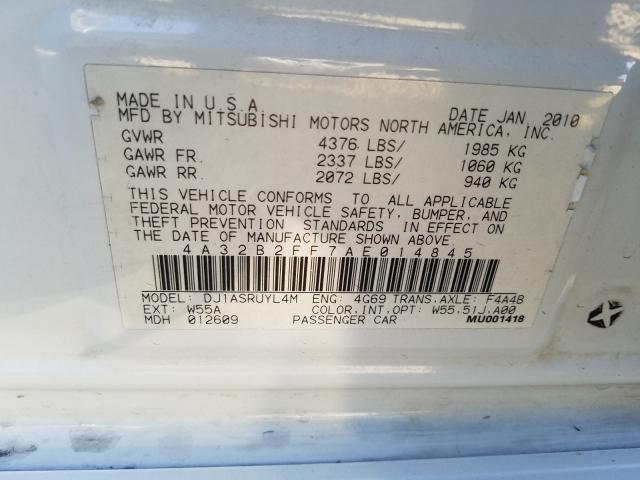 MADE IN U.S.A. DATE JAN. 2010
MFD BY MITSUBISHI MOTORS NORTH AMERICA, INC.
GVWR 4376 LBS/ 1985 KG
GAWR FR. 2337 LBS/ 1060 KG
GAWR RR. 2072 LBS/ 940 KG
THIS VEHICLE CONFORMS TO ALL APPLICABLE
FEDERAL MOTOR VEHICLE SAFETY, BUMPER, AND
THEFT PREVENTION STANDARDS IN EFFECT ON
THE DATE OF MANUFACTURE SHOWN ABOVE.
4A32B2FF7AE014845
MODEL: DJ1ASRUYL4M ENG: 4G69 TRANS.AXLE: F4A4B
EXT: W55A COLOR,INT,OPT: W55,51J,A00
MDH 012609 PASSENGER CAR MU001418